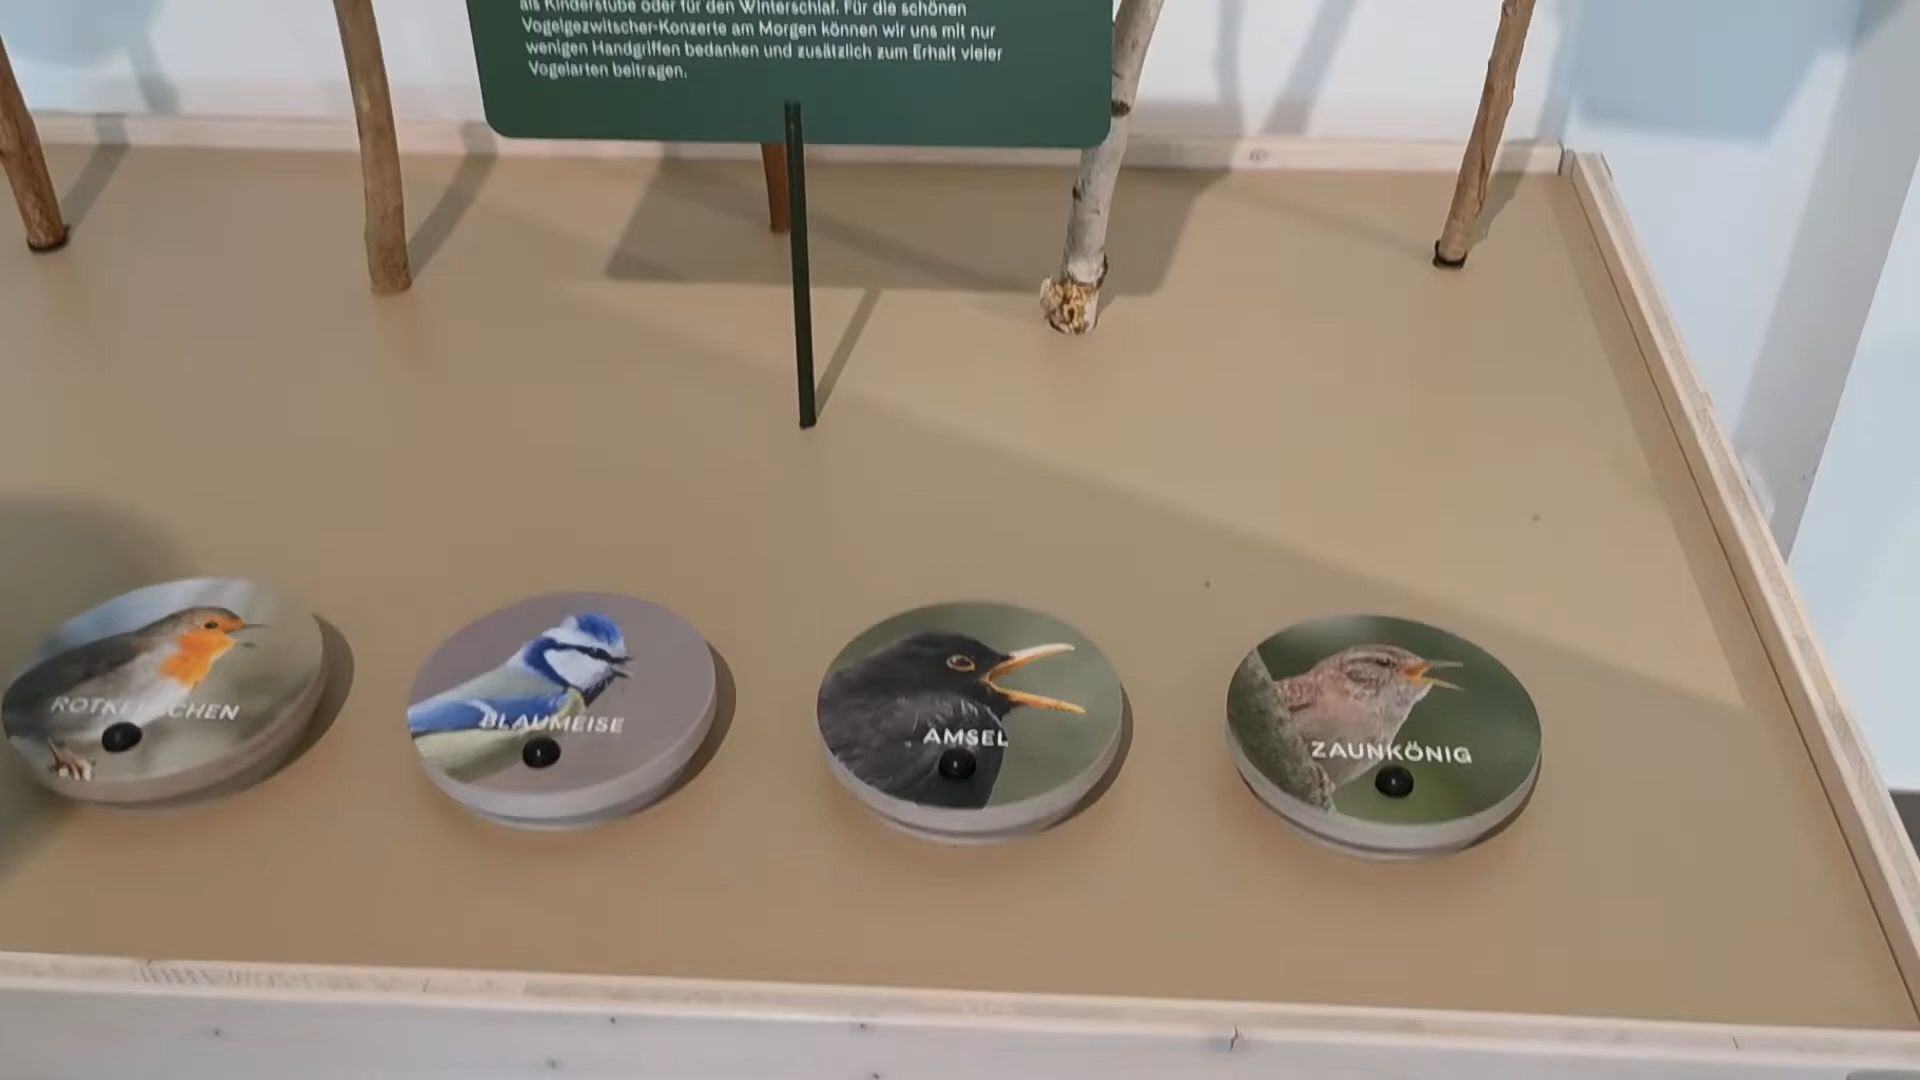 als Kinderstube oder für den Winterschlaf. Für die schönen
Vogelgezwitscher-Konzerte am Morgen können wir uns mit nur
wenigen Handgriffen bedanken und zusätzlich zum Erhalt vieler
Vogelarten beitragen.
ROTKEHLCHEN
BLAUMEISE
AMSEL
ZAUNKÖNIG